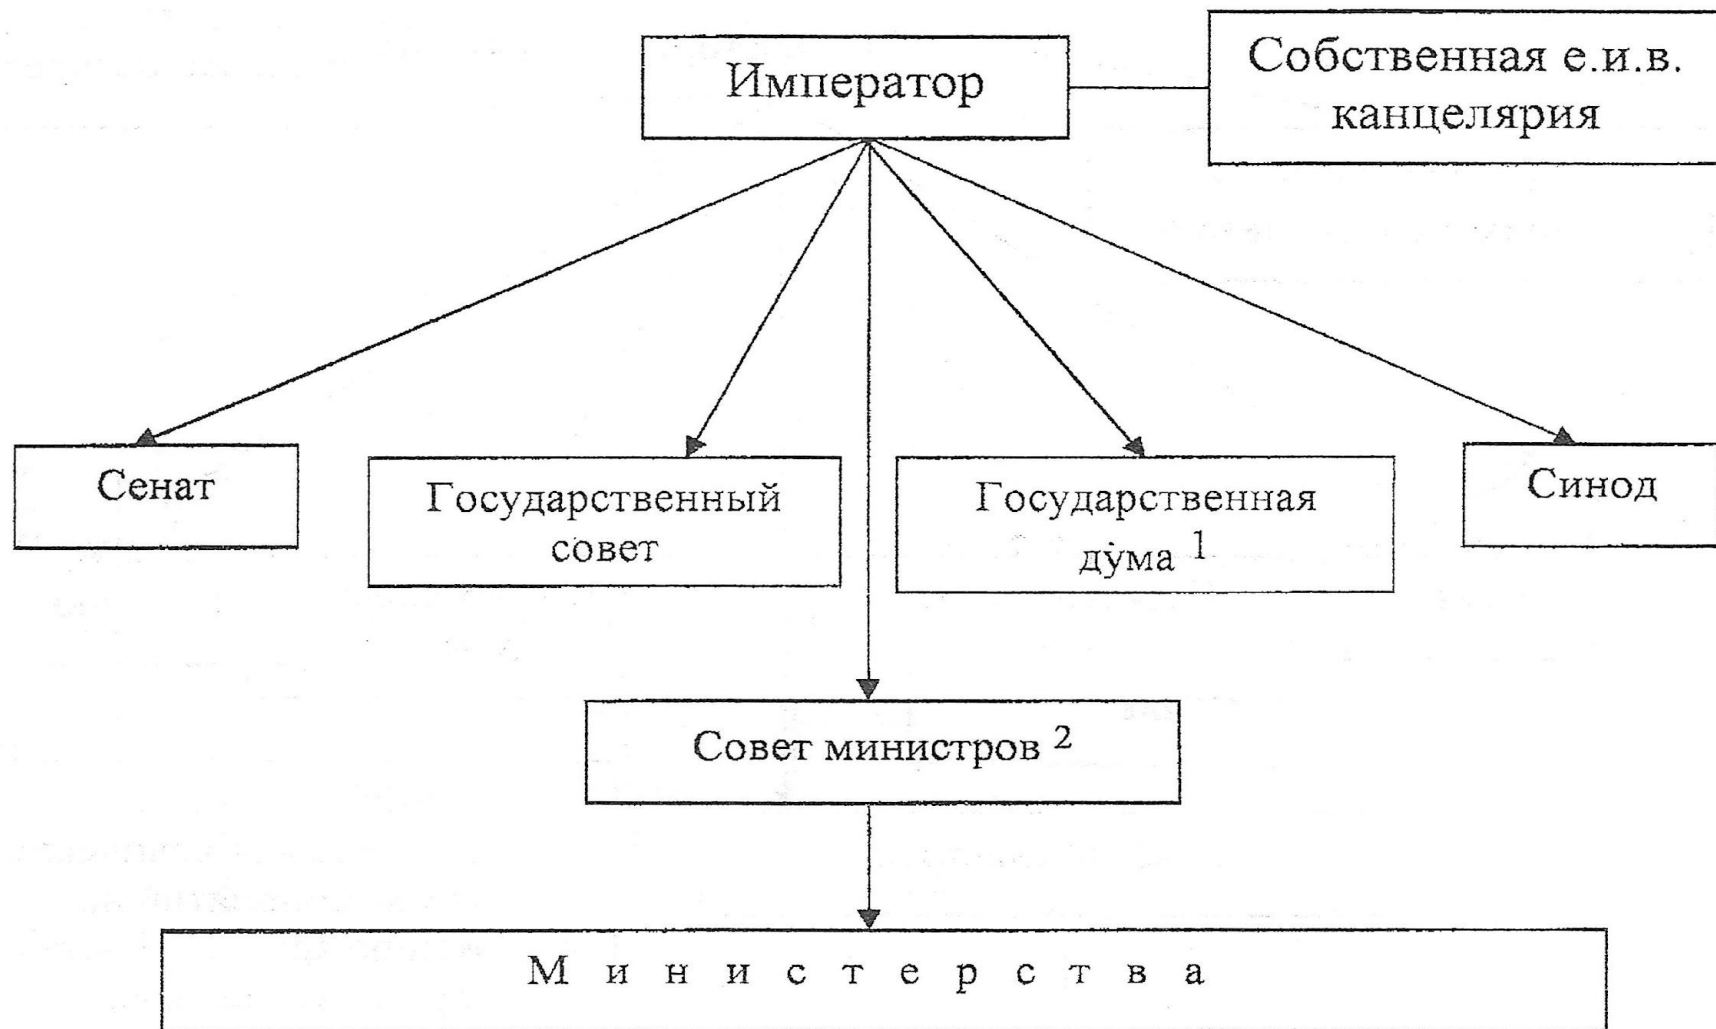 Император
Собственная е.и.в.
канцелярия
Сенат
Государственный
совет
Государственная
дума 1
Синод
Совет министров 2
М и н и с т е р с т в а